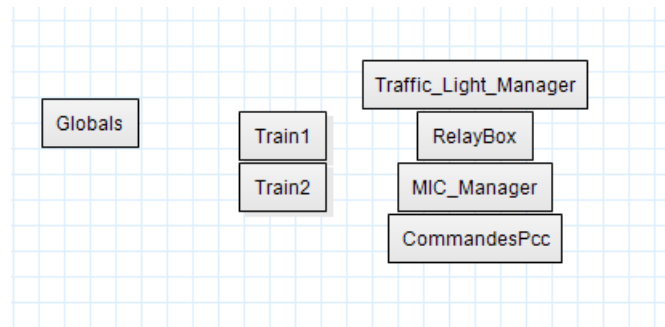 Globals
Train1
Train2
Traffic_Light_Manager
RelayBox
MIC_Manager
CommandesPcc